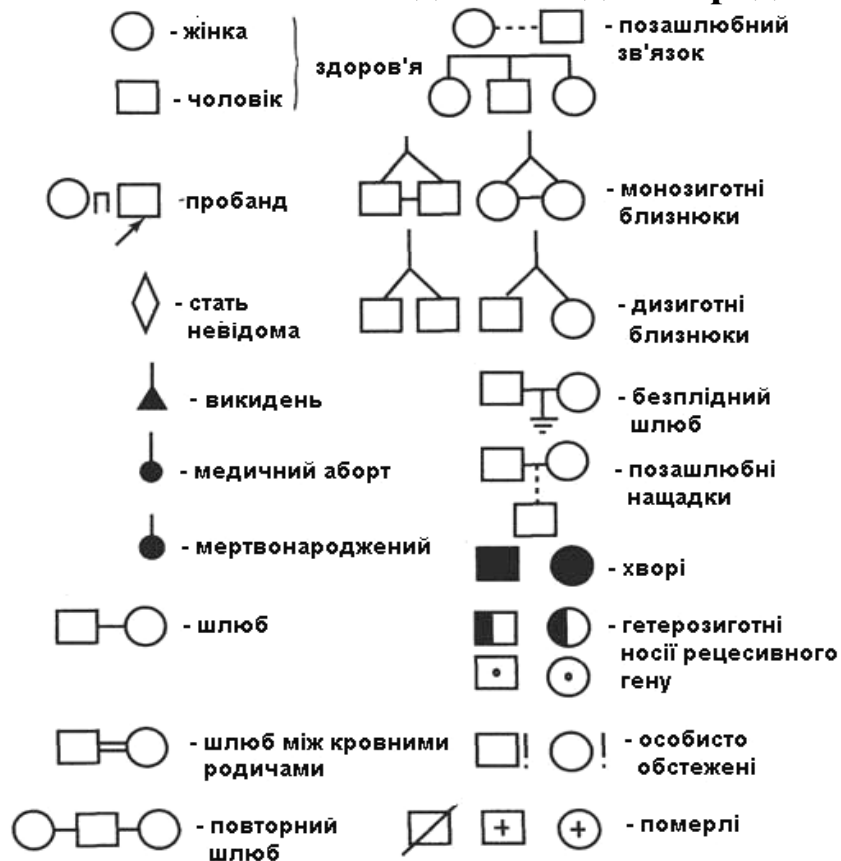 - жінка
здоров'я
- чоловік
п
-пробанд
- стать
невідома
- викидень
- медичний аборт
- мертвонароджений
- шлюб
- шлюб між кровними
родичами
- повторний
шлюб
- позашлюбний
зв'язок
- монозиготні
близнюки
- дизиготні
близнюки
- безплідний
шлюб
- позашлюбні
нащадки
- хворі
- гетерозиготні
носії рецесивного
гену
! ! - особисто
обстежені
+ + - померлі